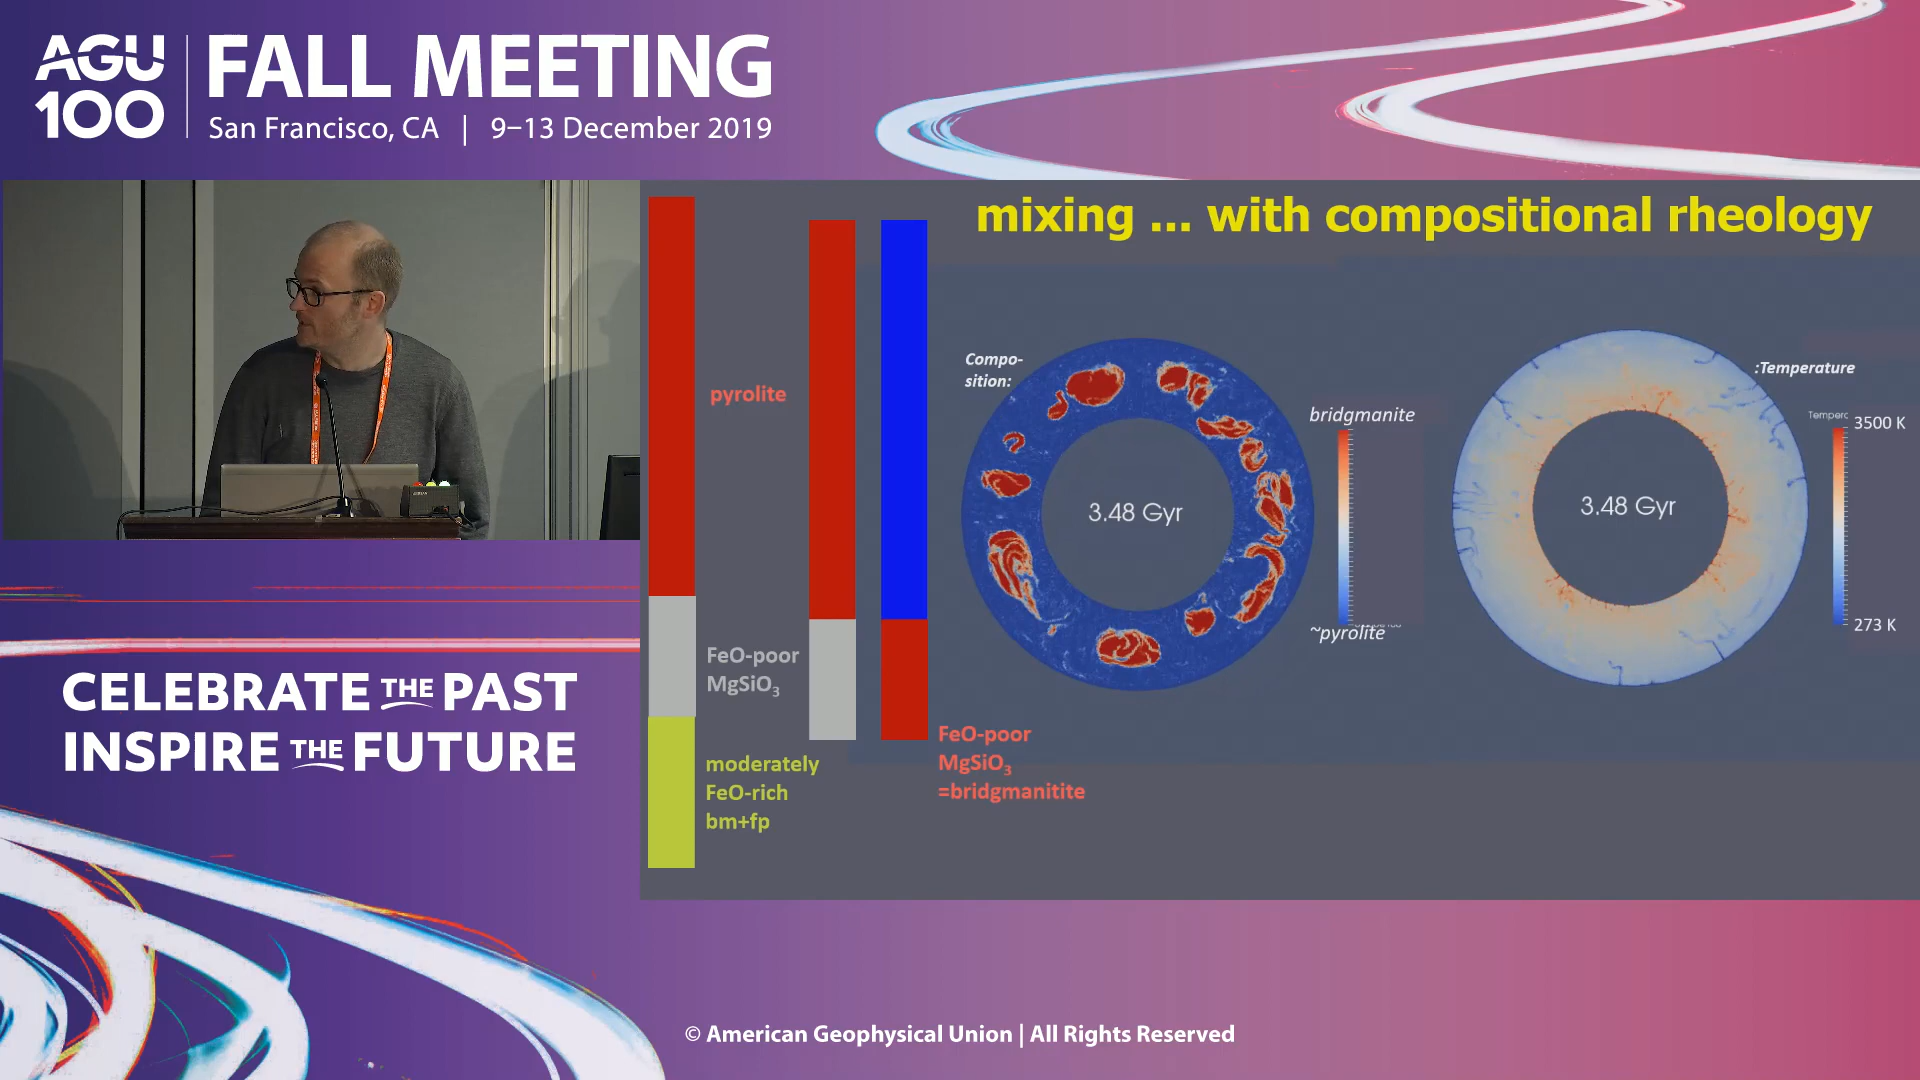 AGU
100
FALL MEETING
San Francisco, CA | 9–13 December 2019
mixing ... with compositional rheology
pyrolite
FeO-poor
MgSiO3
moderately
FeO-rich
bm+fp
FeO-poor
MgSiO3
=bridgmanitite
Compo-
sition:
3.48 Gyr
bridgmanite
~pyrolite
:Temperature
3.48 Gyr
3500 K
273 K
CELEBRATE THE PAST
INSPIRE THE FUTURE
© American Geophysical Union | All Rights Reserved